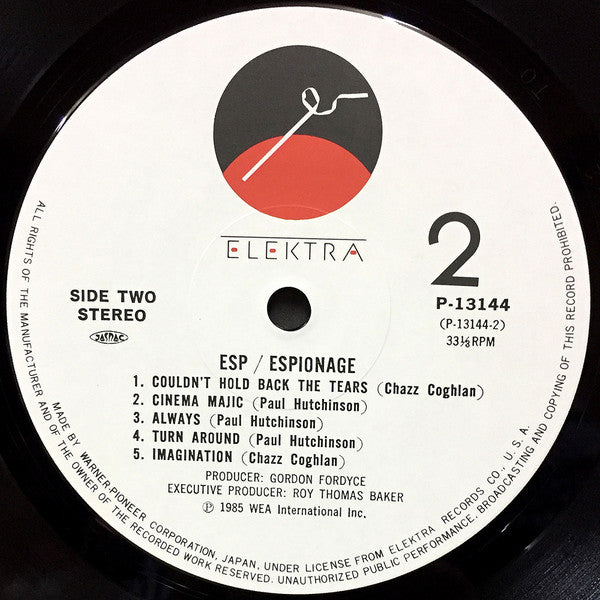 ELEKTRA
2
SIDE TWO
STEREO
JASRAC
P-13144
(P-13144-2)
33⅓RPM
ESP / ESPIONAGE
1. COULDN'T HOLD BACK THE TEARS (Chazz Coghlan)
2. CINEMA MAJIC (Paul Hutchinson)
3. ALWAYS (Paul Hutchinson)
4. TURN AROUND (Paul Hutchinson)
5. IMAGINATION (Chazz Coghlan)
PRODUCER: GORDON FORDYCE
EXECUTIVE PRODUCER: ROY THOMAS BAKER
Ⓟ 1985 WEA International Inc.
ALL RIGHTS OF THE MANUFACTURER AND OF THE OWNER OF THE RECORDED WORK RESERVED. UNAUTHORIZED PUBLIC PERFORMANCE, BROADCASTING AND COPYING OF THIS RECORD PROHIBITED.
MADE BY WARNER-PIONEER CORPORATION, JAPAN, UNDER LICENSE FROM ELEKTRA RECORDS CO., U.S.A.